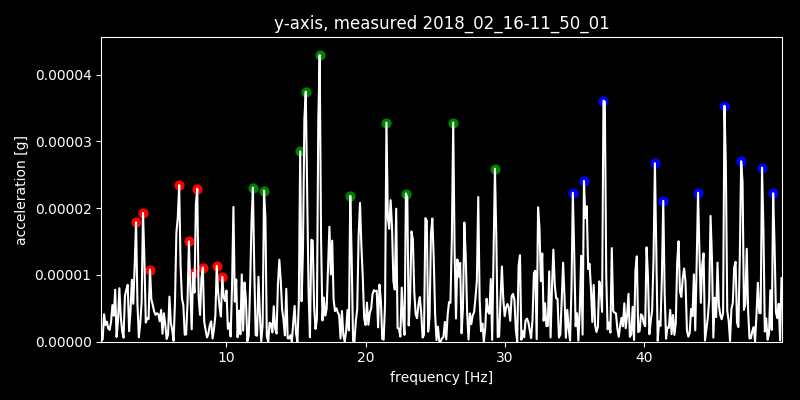 y-axis, measured 2018_02_16-11_50_01
0.00004
0.00003
0.00002
0.00001
0.00000
acceleration [g]
10 20 30 40
frequency [Hz]